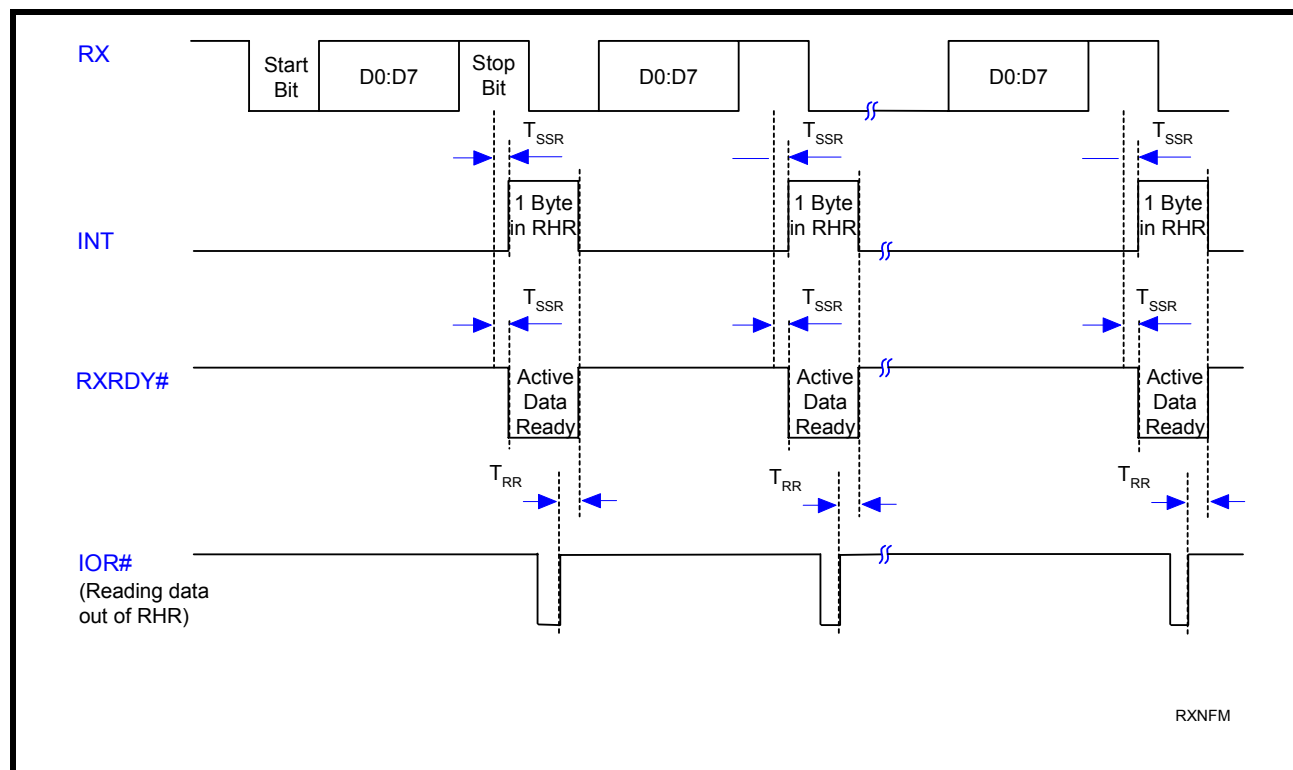 RX
Start
Bit
D0:D7
Stop
Bit
D0:D7
D0:D7
TSSR
TSSR
TSSR
INT
1 Byte
in RHR
1 Byte
in RHR
1 Byte
in RHR
TSSR
TSSR
TSSR
RXRDY#
Active
Data
Ready
Active
Data
Ready
Active
Data
Ready
TRR
TRR
TRR
IOR#
(Reading data
out of RHR)
RXNFM